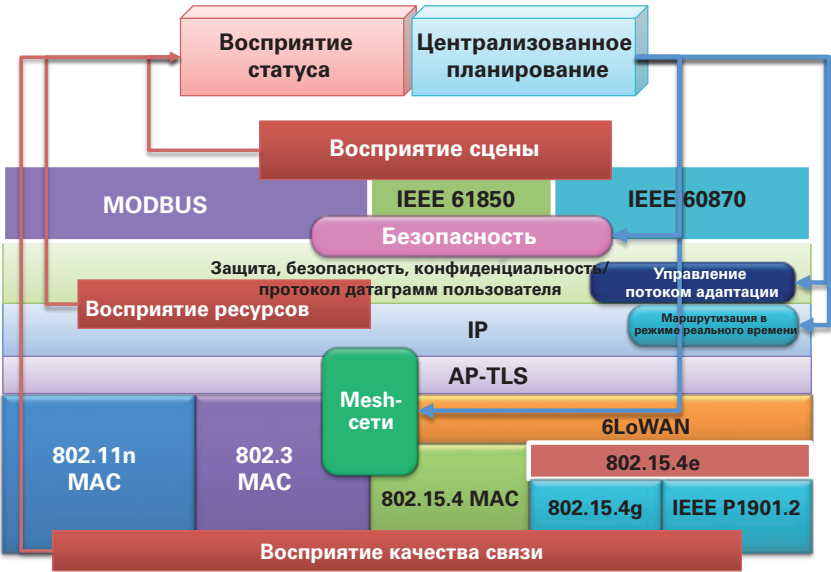 Восприятие
статуса
Централизованное
планирование
Восприятие сцены
MODBUS
IEEE 61850
IEEE 60870
Безопасность
Защита, безопасность, конфиденциальность/
протокол датаграмм пользователя
Управление
потоком адаптации
Восприятие ресурсов
IP
Маршрутизация в
режиме реального времени
AP-TLS
Mesh-
сети
6LoWAN
802.11n
MAC
802.3
MAC
802.15.4 MAC
802.15.4e
802.15.4g
IEEE P1901.2
Восприятие качества связи